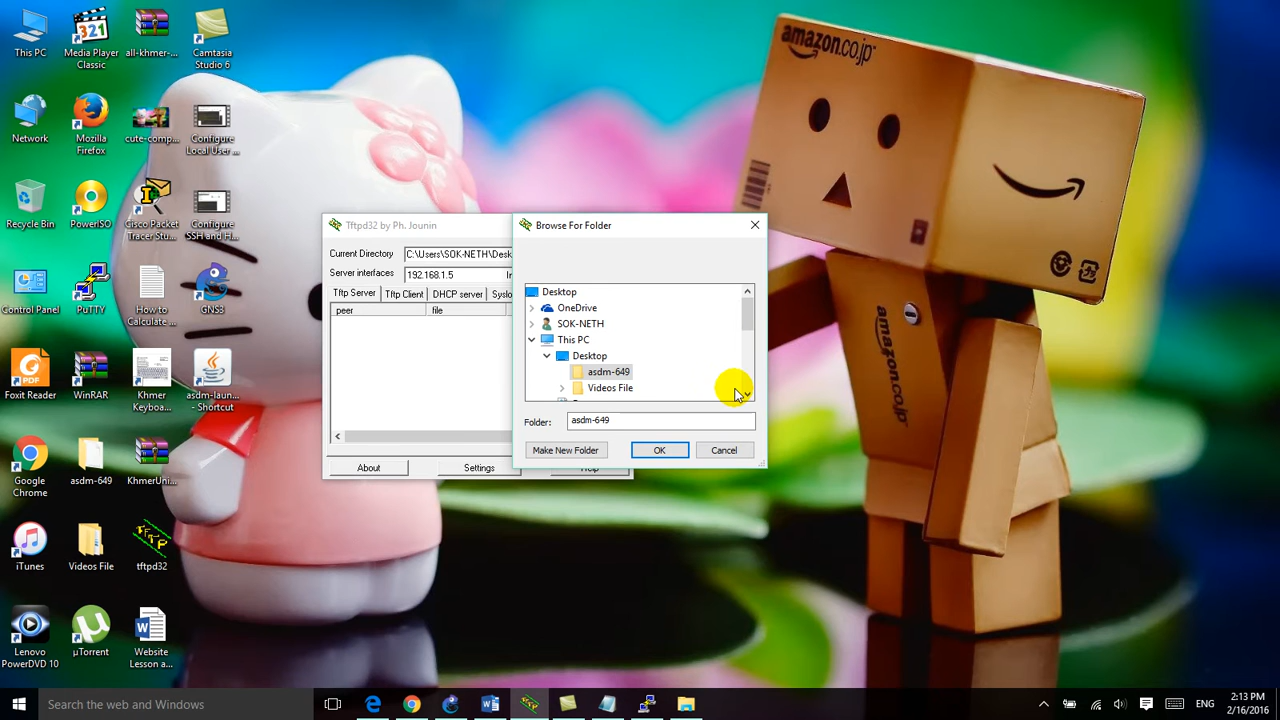 This PC
Media Player
Classic
all-khmer-...
Camtasia
Studio 6
Network
Mozilla
Firefox
cute-comp...
Configure
Local User ...
Recycle Bin
PowerISO
Cisco Packet
Tracer Stu...
Configure
SSH and H...
Control Panel
PuTTY
How to
Calculate ...
GNS3
Foxit Reader
WinRAR
Khmer
Keyboa...
asdm-laun...
- Shortcut
Google
Chrome
asdm-649
KhmerUni...
iTunes
Videos File
tftpd32
Lenovo
PowerDVD 10
µTorrent
Website
Lesson a...
amazon.co.jp
amazon.co.jp
Tftpd32 by Ph. Jounin
Current Directory C:\Users\SOK-NETH\Desk
Server interfaces 192.168.1.5 In
Tftp Server Tftp Client DHCP server Syslo
peer file
About Settings Help
Browse For Folder
Desktop
OneDrive
SOK-NETH
This PC
Desktop
asdm-649
Videos File
Folder: asdm-649
Make New Folder OK Cancel
Search the web and Windows
ENG
2:13 PM
2/16/2016